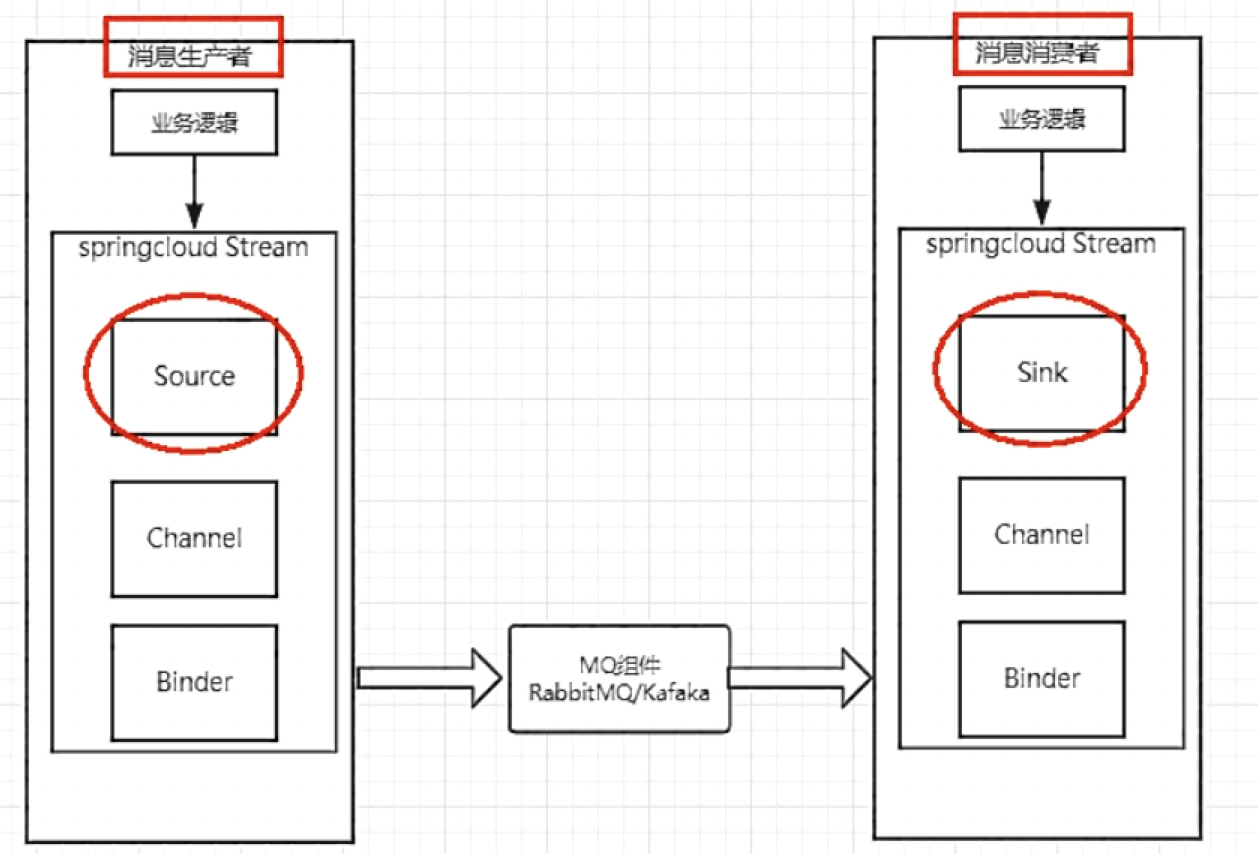 消息生产者
业务逻辑
springcloud Stream
Source
Channel
Binder
MQ组件
RabbitMQ/Kafaka
消息消费者
业务逻辑
springcloud Stream
Sink
Channel
Binder